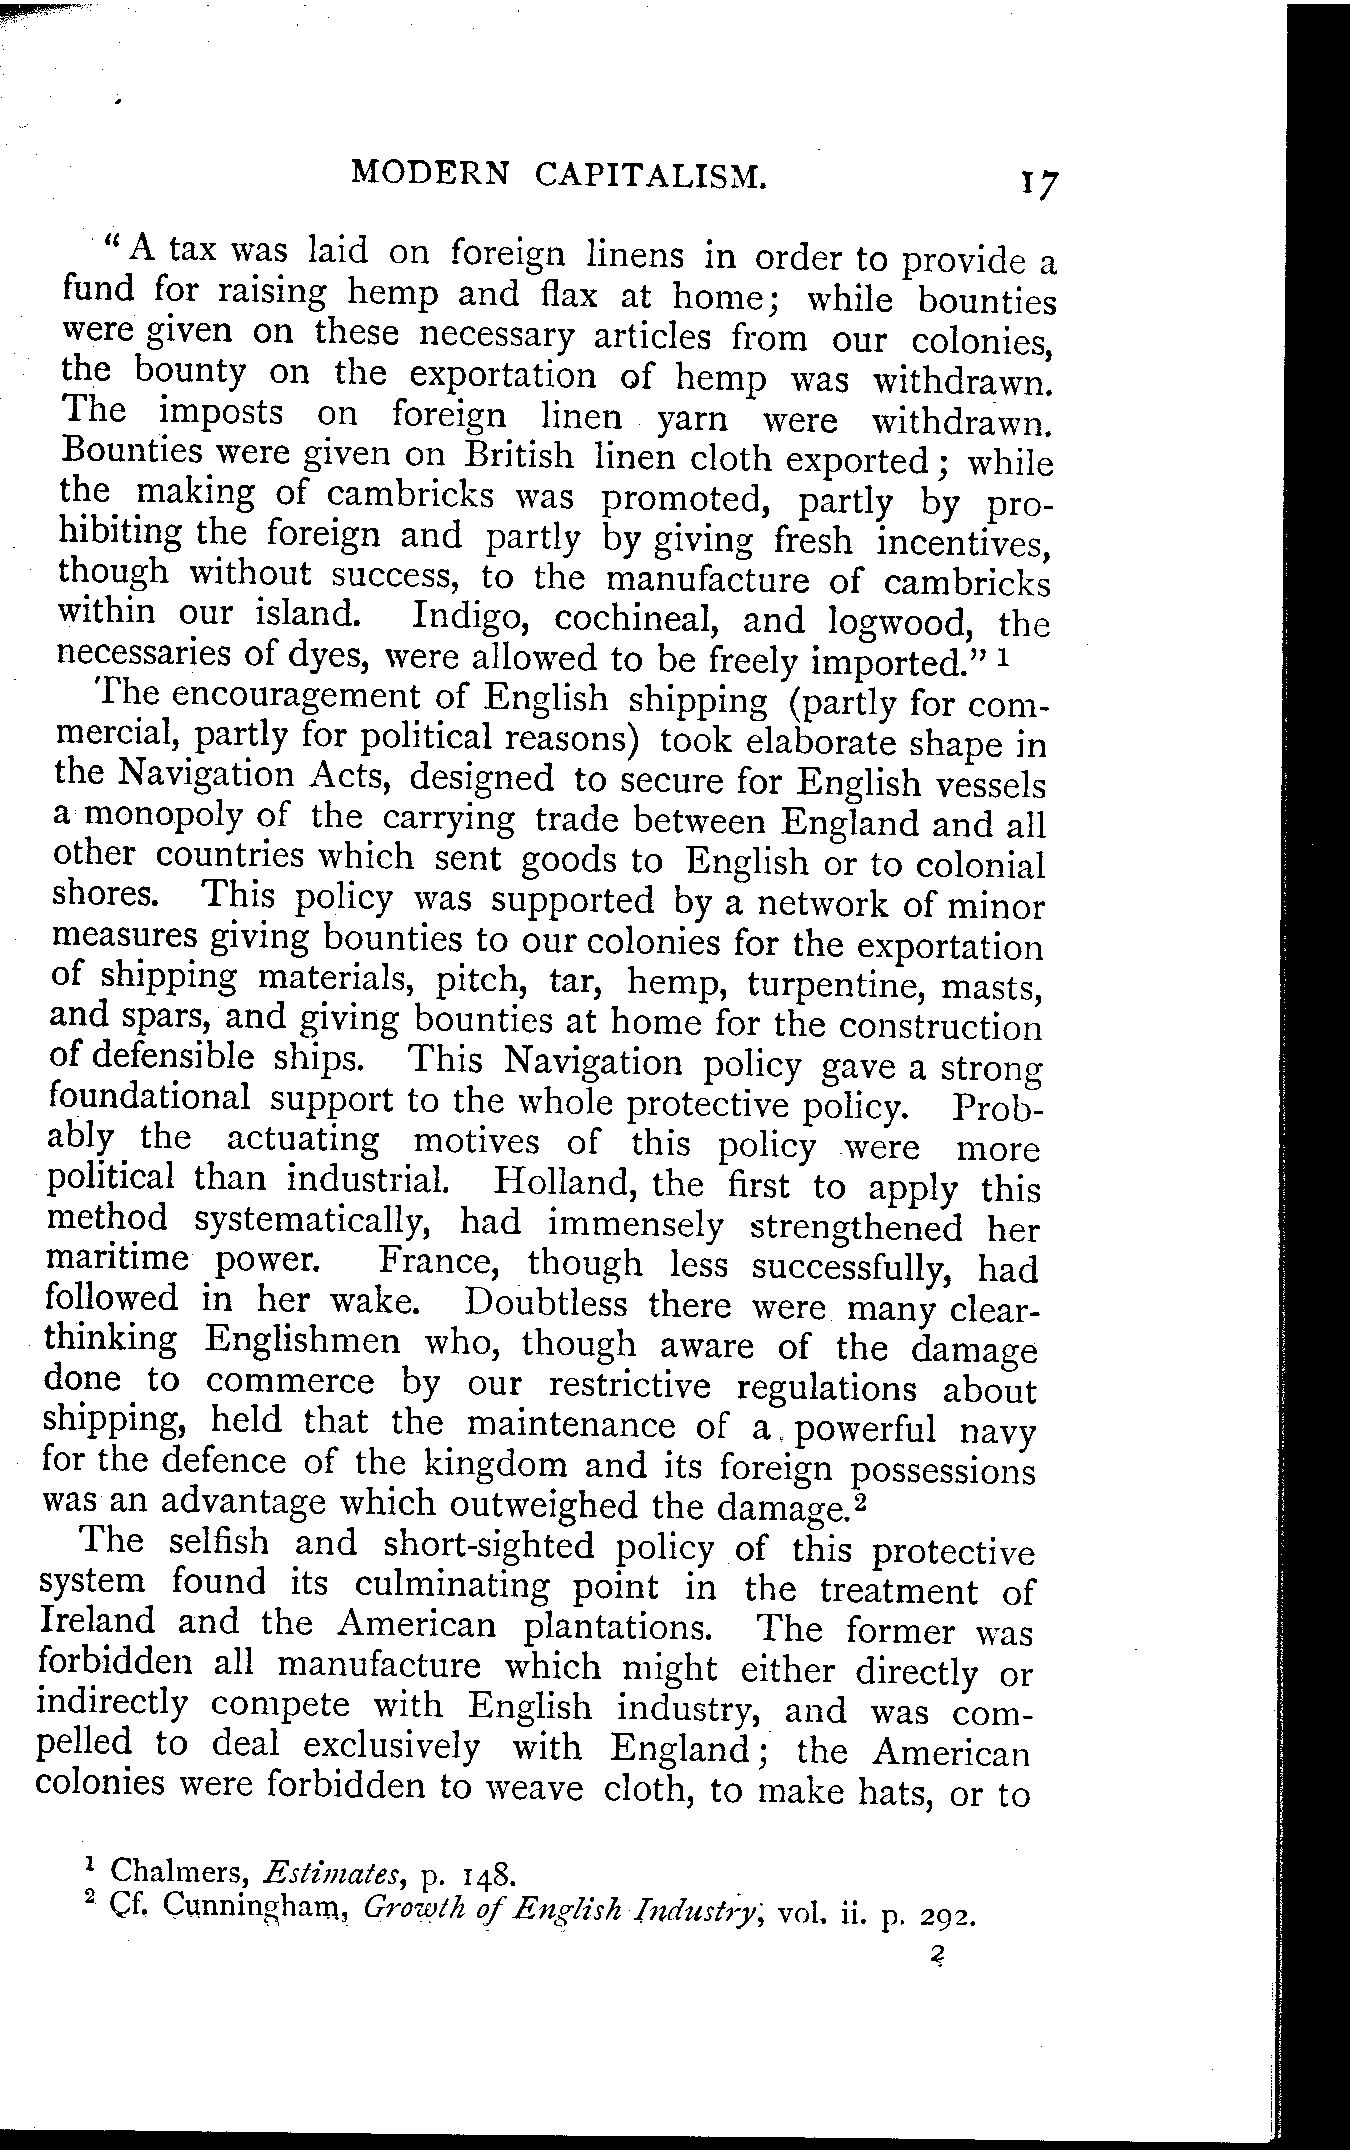 MODERN CAPITALISM. 17
“ A tax was laid on foreign linens in order to provide a
fund for raising hemp and flax at home; while bounties
were given on these necessary articles from our colonies,
the bounty on the exportation of hemp was withdrawn.
The imposts on foreign linen yarn were withdrawn.
Bounties were given on British linen cloth exported ; while
the making of cambricks was promoted, partly by pro-
hibiting the foreign and partly by giving fresh incentives,
though without success, to the manufacture of cambricks
within our island. Indigo, cochineal, and logwood, the
necessaries of dyes, were allowed to be freely imported.” 1
The encouragement of English shipping (partly for com-
mercial, partly for political reasons) took elaborate shape in
the Navigation Acts, designed to secure for English vessels
a monopoly of the carrying trade between England and all
other countries which sent goods to English or to colonial
shores. This policy was supported by a network of minor
measures giving bounties to our colonies for the exportation
of shipping materials, pitch, tar, hemp, turpentine, masts,
and spars, and giving bounties at home for the construction
of defensible ships. This Navigation policy gave a strong
foundational support to the whole protective policy. Prob-
ably the actuating motives of this policy were more
political than industrial. Holland, the first to apply this
method systematically, had immensely strengthened her
maritime power. France, though less successfully, had
followed in her wake. Doubtless there were many clear-
thinking Englishmen who, though aware of the damage
done to commerce by our restrictive regulations about
shipping, held that the maintenance of a powerful navy
for the defence of the kingdom and its foreign possessions
was an advantage which outweighed the damage.2
The selfish and short-sighted policy of this protective
system found its culminating point in the treatment of
Ireland and the American plantations. The former was
forbidden all manufacture which might either directly or
indirectly compete with English industry, and was com-
pelled to deal exclusively with England ; the American
colonies were forbidden to weave cloth, to make hats, or to
1 Chalmers, Estimates, p. 148.
2 Cf. Cunningham, Growth of English Industry, vol. ii. p. 292.
2